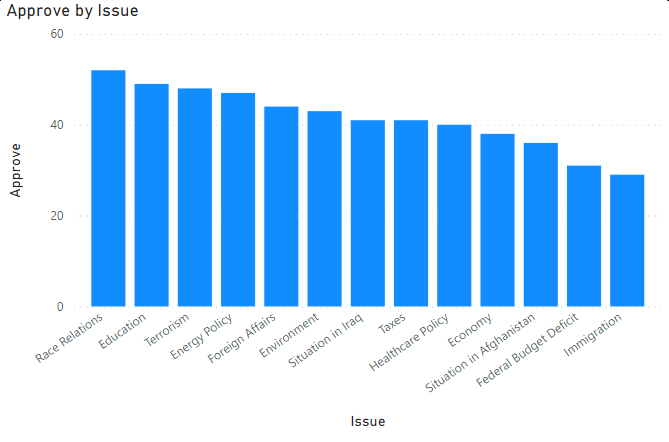 Approve by Issue
60
40
20
0
Approve
Race Relations
Education
Terrorism
Energy Policy
Foreign Affairs
Environment
Situation in Iraq
Taxes
Healthcare Policy
Economy
Situation in Afghanistan
Federal Budget Deficit
Immigration
Issue